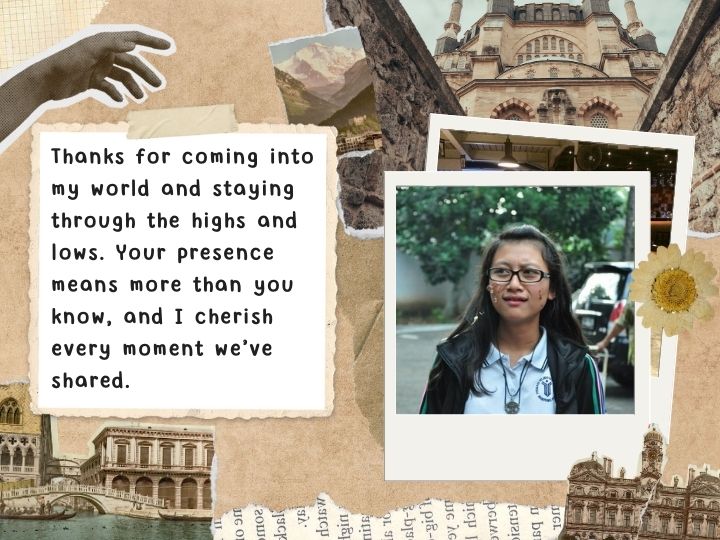 Thanks for coming into
my world and staying
through the highs and
lows. Your presence
means more than you
know, and I cherish
every moment we've
shared.